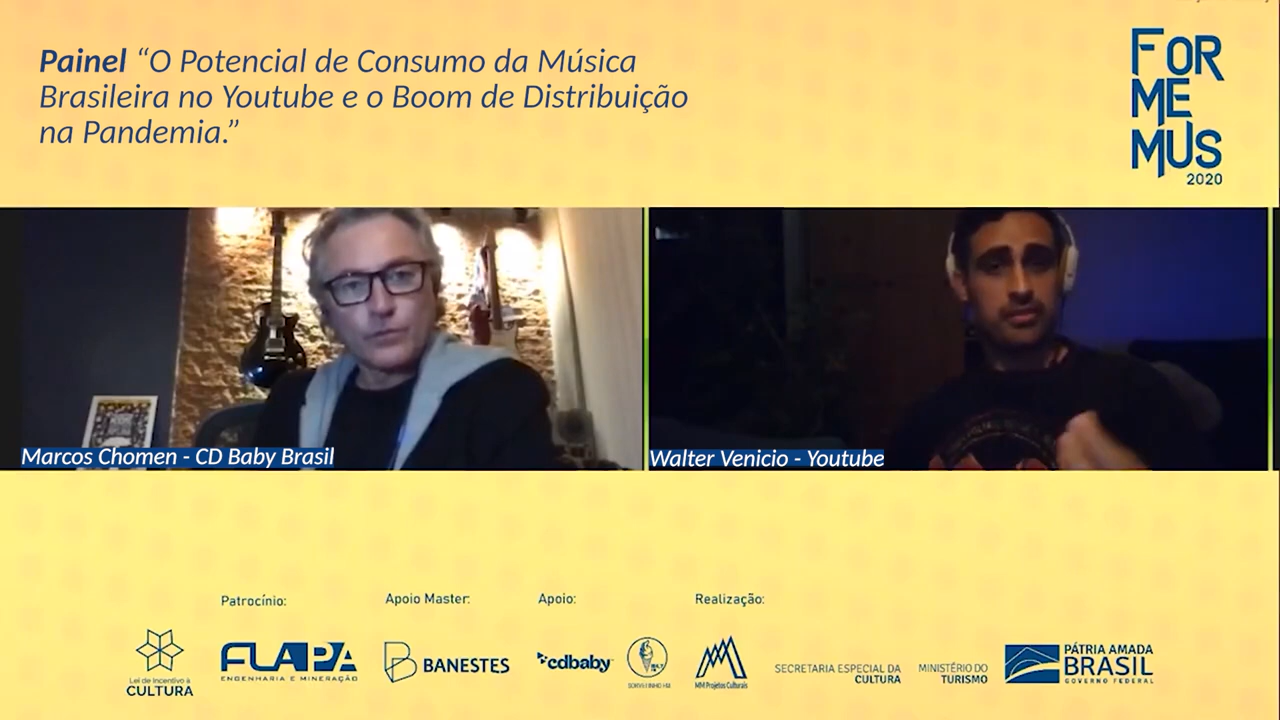 Painel “O Potencial de Consumo da Música
Brasileira no Youtube e o Boom de Distribuição
na Pandemia.”
FOR
ME
MUS
2020
Marcos Chomen - CD Baby Brasil
Walter Venicio - Youtube
Patrocínio:
Apoio Master:
Apoio:
Realização:
Lei de Incentivo à
CULTURA
FLAPA
ENGENHARIA E MINERAÇÃO
BANESTES
cdbaby
MM Projetos Culturais
SECRETARIA ESPECIAL DA
CULTURA
MINISTÉRIO DO
TURISMO
PÁTRIA AMADA
BRASIL
GOVERNO FEDERAL